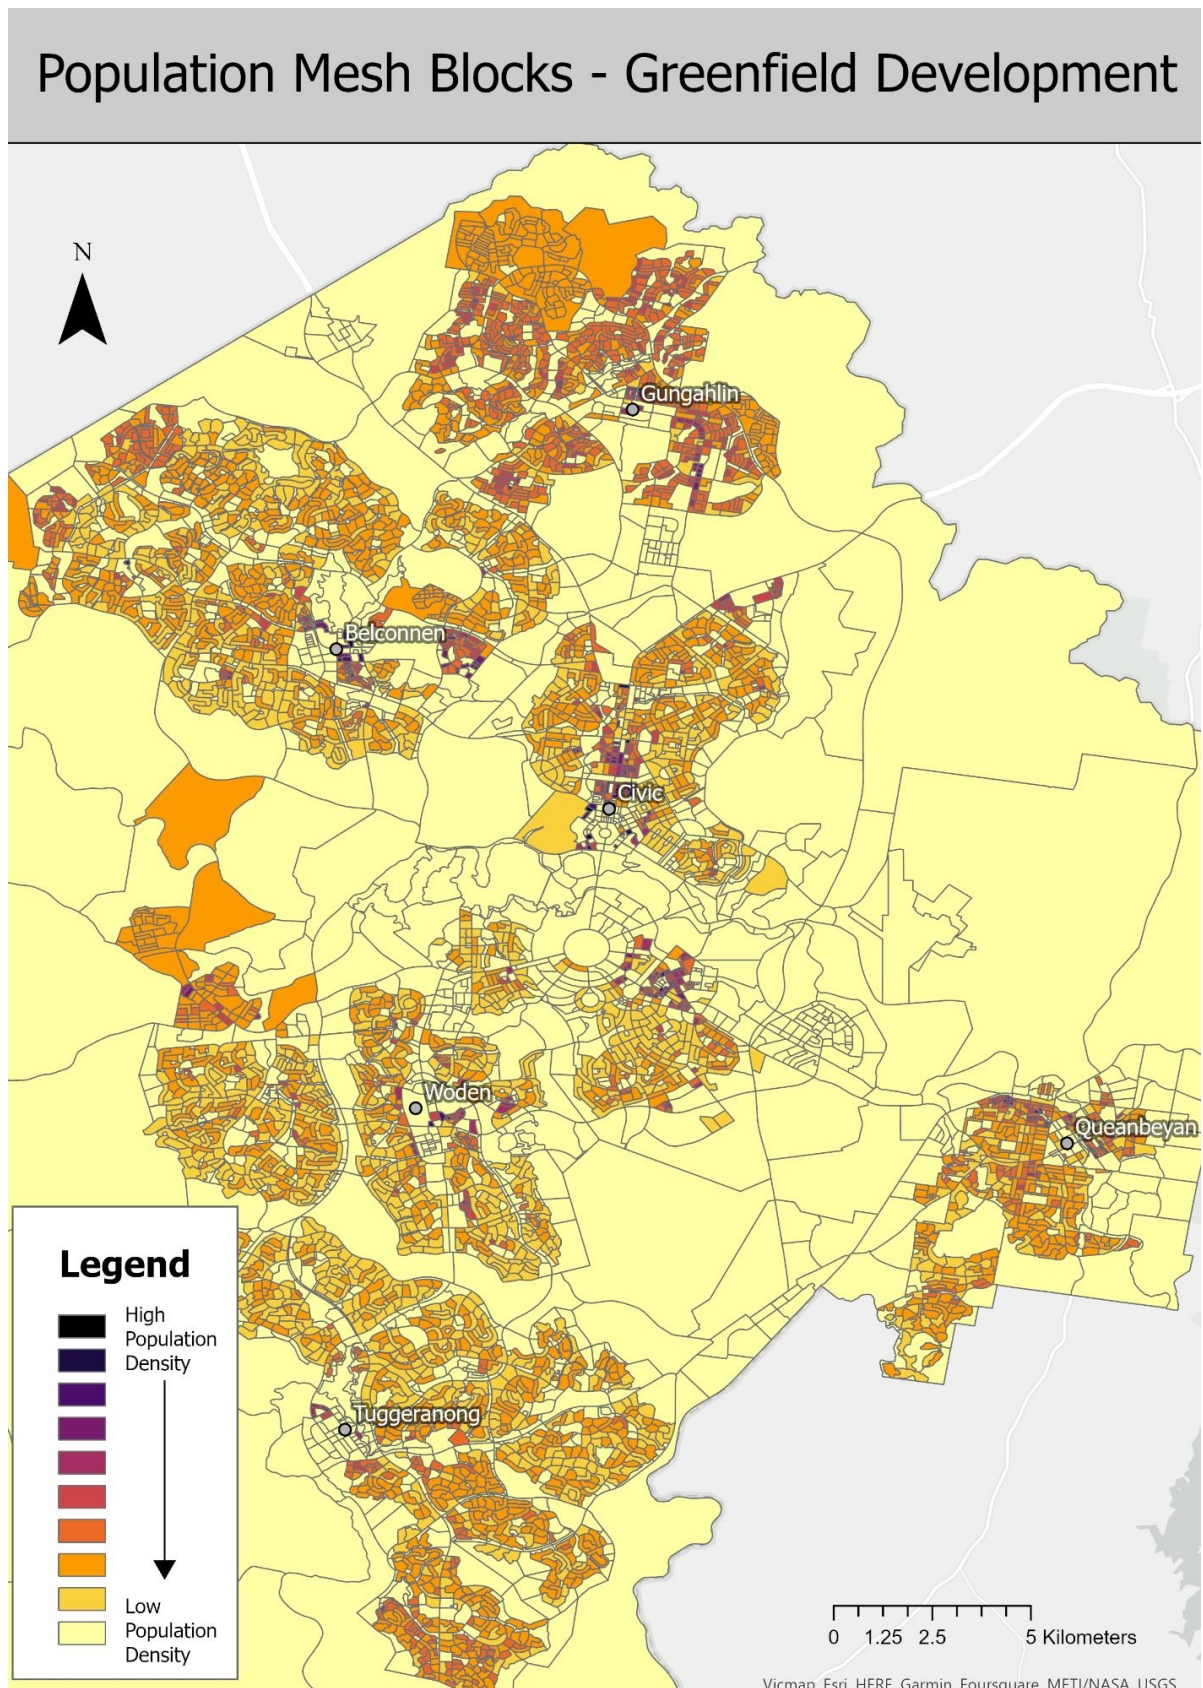 Population Mesh Blocks - Greenfield Development
N
Gungahlin
Belconnen
Civic
Woden
Queanbeyan
Tuggeranong
Legend
High
Population
Density
Low
Population
Density
0 1.25 2.5 5 Kilometers
Vicmap, Esri, HERE, Garmin, Foursquare, METI/NASA, USGS